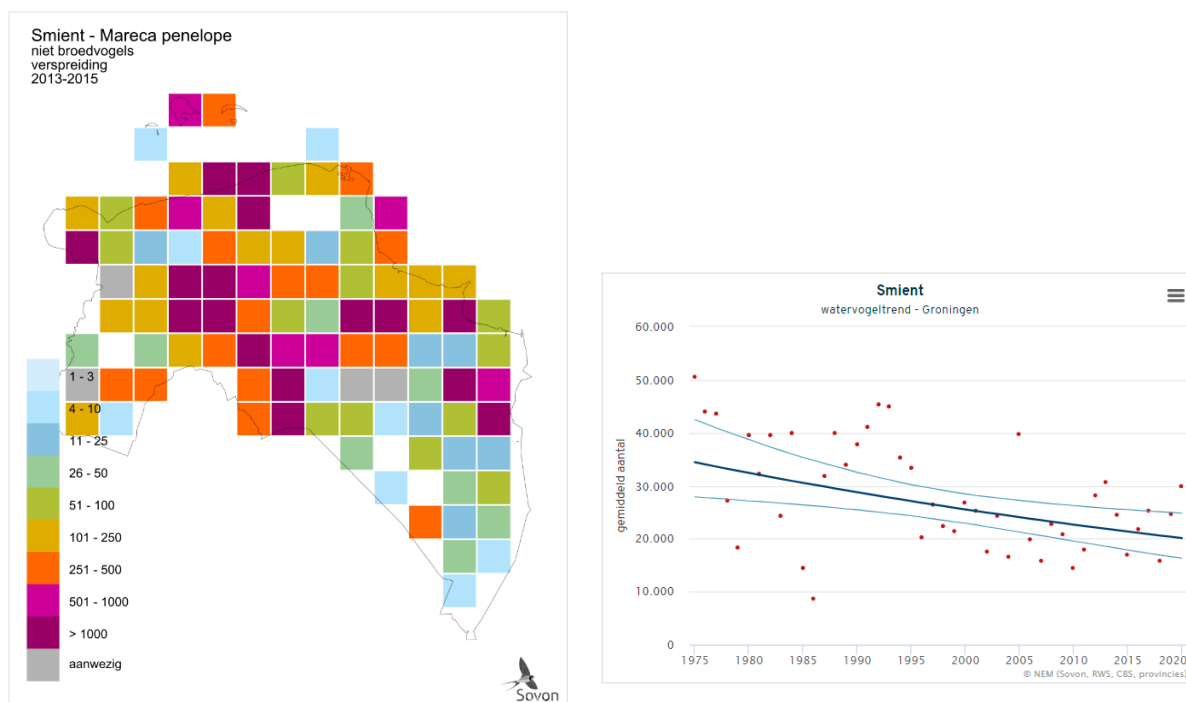 Smient - Mareca penelope
niet broedvogels
verspreiding
2013-2015
1 - 3
4 - 10
11 - 25
26 - 50
51 - 100
101 - 250
251 - 500
501 - 1000
> 1000
aanwezig
Sovon
Smient
watervogeltrend - Groningen
gemiddeld aantal
60.000
50.000
40.000
30.000
20.000
10.000
0
1975 1980 1985 1990 1995 2000 2005 2010 2015 2020
© NEM (Sovon, RWS, CBS, provincies)